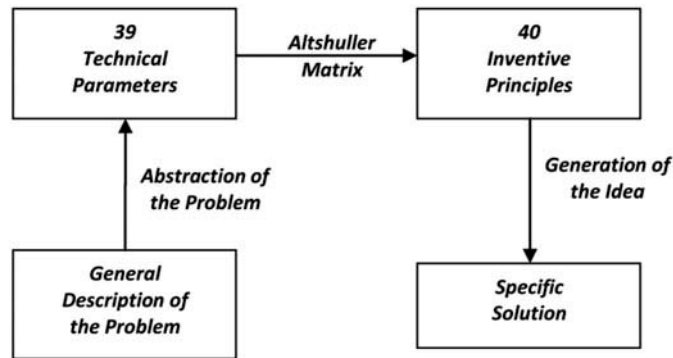 39
Technical
Parameters
Altshuller
Matrix
40
Inventive
Principles
Abstraction of
the Problem
Generation of
the Idea
General
Description of
the Problem
Specific
Solution